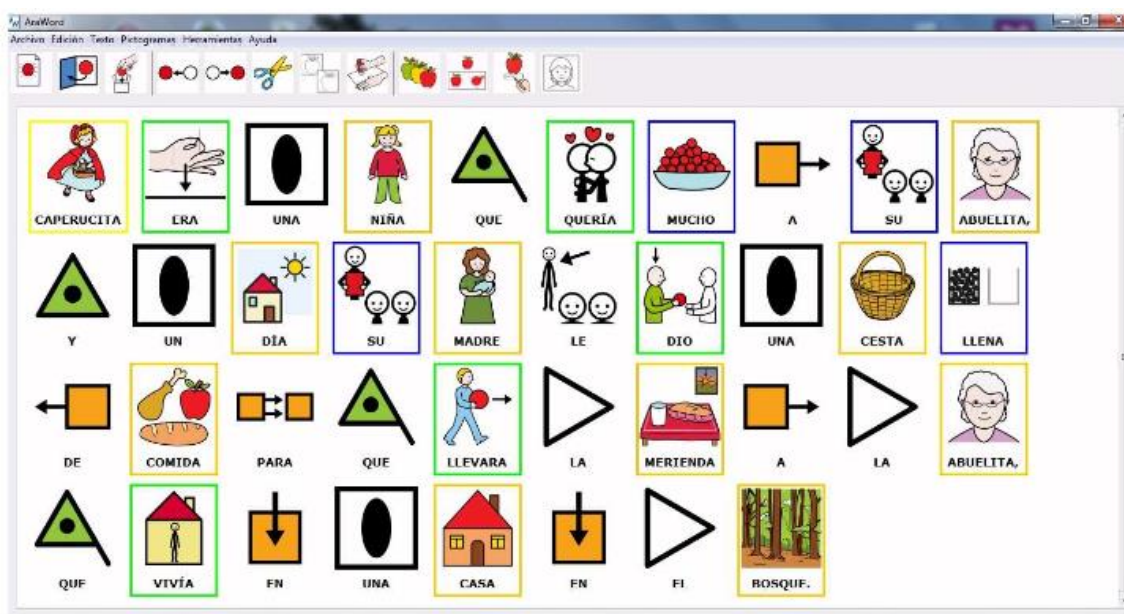 AraWord
Archivo Edición Texto Pictogramas Herramientas Ayuda
CAPERUCITA ERA UNA NIÑA QUE QUERÍA MUCHO A SU ABUELITA,
Y UN DÍA SU MADRE LE DIO UNA CESTA LLENA
DE COMIDA PARA QUE LLEVARA LA MERIENDA A LA ABUELITA,
QUE VIVÍA EN UNA CASA EN EL BOSQUE.